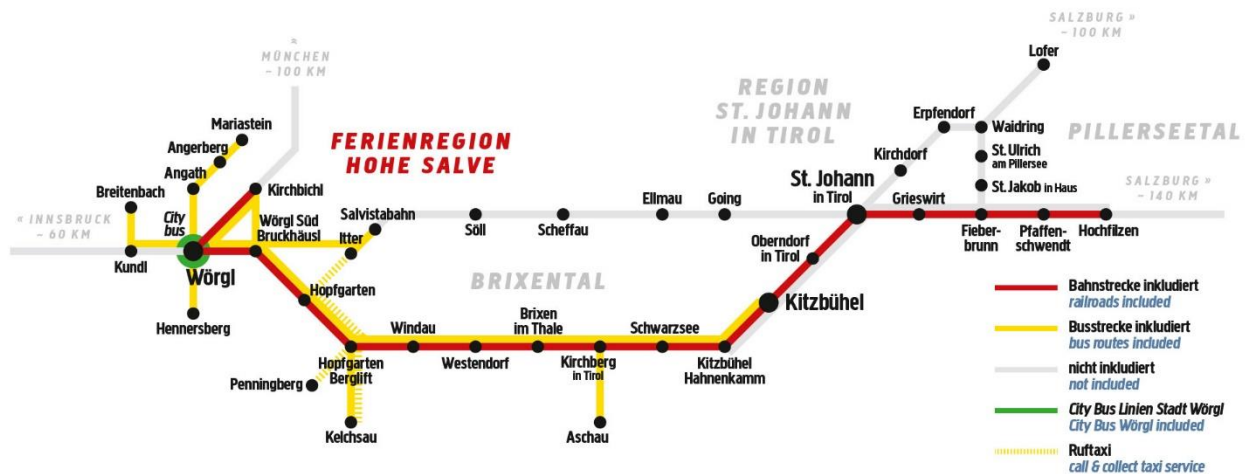 SALZBURG »
~ 100 KM
Lofer
^
MÜNCHEN
~ 100 KM
REGION
ST. JOHANN
IN TIROL
Erpfendorf
Waidring
PILLERSEETAL
Mariastein
Angerberg
FERIENREGION
HOHE SALVE
St. Ulrich
am Pillersee
Kirchdorf
Angath
Kirchbichl
St. Johann
in Tirol
St. Jakob in Haus
Breitenbach
City
bus
Wörgl Süd
Bruckhäusl
Salvistabahn
Ellmau
Going
Grieswirt
SALZBURG »
~ 140 KM
« INNSBRUCK
~ 60 KM
Itter
Söll
Scheffau
Fieber-
brunn
Pfaffen-
schwendt
Hochfilzen
Kundl
Wörgl
Oberndorf
in Tirol
BRIXENTAL
Hopfgarten
Kitzbühel
Hennersberg
Windau
Brixen
im Thale
Schwarzsee
Hopfgarten
Berglift
Westendorf
Kirchberg
in Tirol
Kitzbühel
Hahnenkamm
Penningberg
Kelchsau
Aschau
Bahnstrecke inkludiert
railroads included
Busstrecke inkludiert
bus routes included
nicht inkludiert
not included
City Bus Linien Stadt Wörgl
City Bus Wörgl included
Ruftaxi
call & collect taxi service